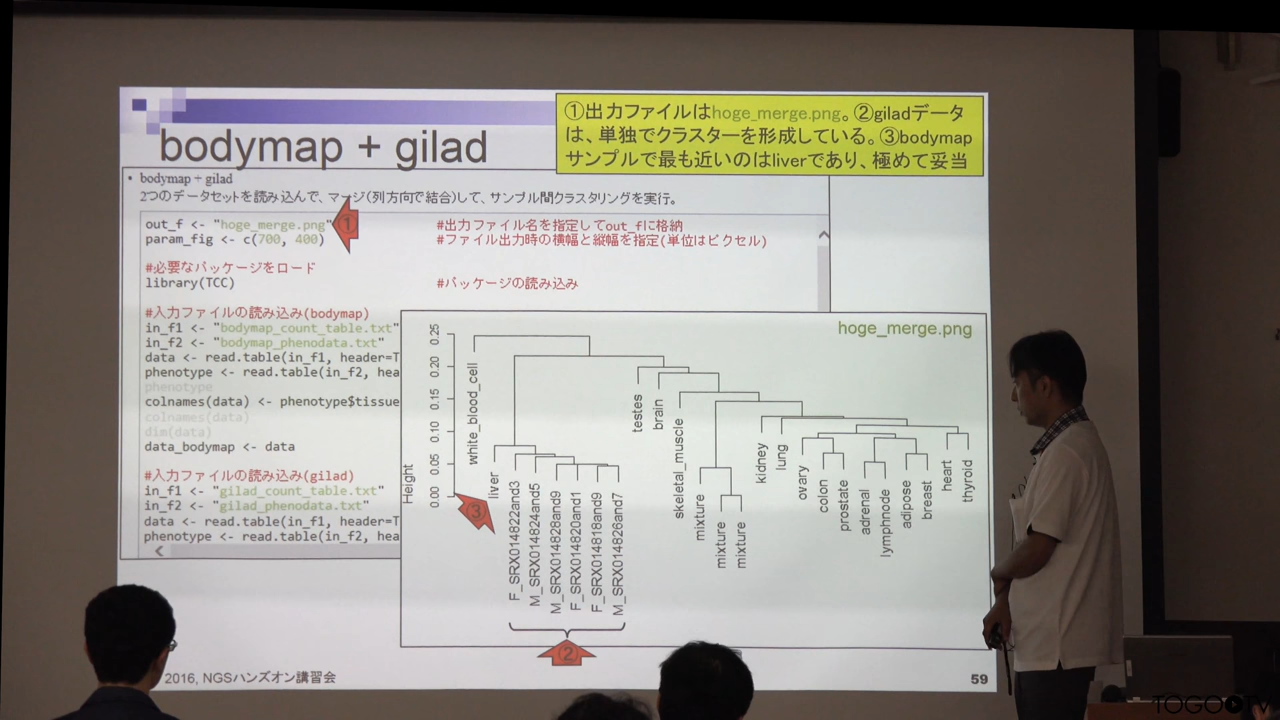 bodymap + gilad
①出力ファイルはhoge_merge.png。②giladデータ
は、単独でクラスターを形成している。③bodymap
サンプルで最も近いのはliverであり、極めて妥当
• bodymap + gilad
2つのデータセットを読み込んで、マージ(列方向で結合)して、サンプル間クラスタリングを実行。
out_f <- "hoge_merge.png" #出力ファイル名を指定してout_fに格納
①
param_fig <- c(700, 400) #ファイル出力時の横幅と縦幅を指定(単位はピクセル)
#必要なパッケージをロード
library(TCC) #パッケージの読み込み
#入力ファイルの読み込み(bodymap)
in_f1 <- "bodymap_count_table.txt"
in_f2 <- "bodymap_phenodata.txt"
data <- read.table(in_f1, header=T
phenotype <- read.table(in_f2, hea
phenotype
colnames(data) <- phenotype$tissue
colnames(data)
dim(data)
data_bodymap <- data
#入力ファイルの読み込み(gilad)
in_f1 <- "gilad_count_table.txt"
in_f2 <- "gilad_phenodata.txt"
data <- read.table(in_f1, header=T
phenotype <- read.table(in_f2, hea
hoge_merge.png
Height
0.00
0.05
0.10
0.15
0.20
0.25
white_blood_cell
liver
F_SRX014822and3
M_SRX014824and5
M_SRX014828and9
F_SRX014820and1
F_SRX014818and9
M_SRX014826and7
testes
brain
skeletal_muscle
mixture
mixture
mixture
kidney
lung
ovary
colon
prostate
adrenal
lymphnode
adipose
breast
heart
thyroid
③
②
2016, NGSハンズオン講習会
59
TOGOTV